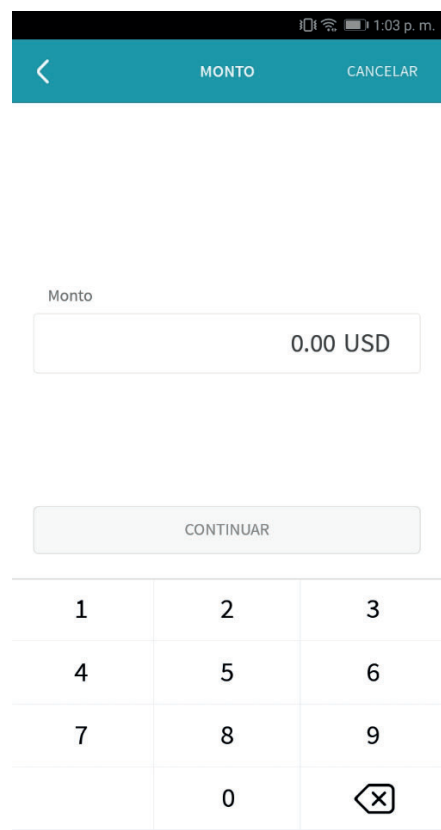 1:03 p. m.
MONTO CANCELAR
Monto
0.00 USD
CONTINUAR
1 2 3
4 5 6
7 8 9
0